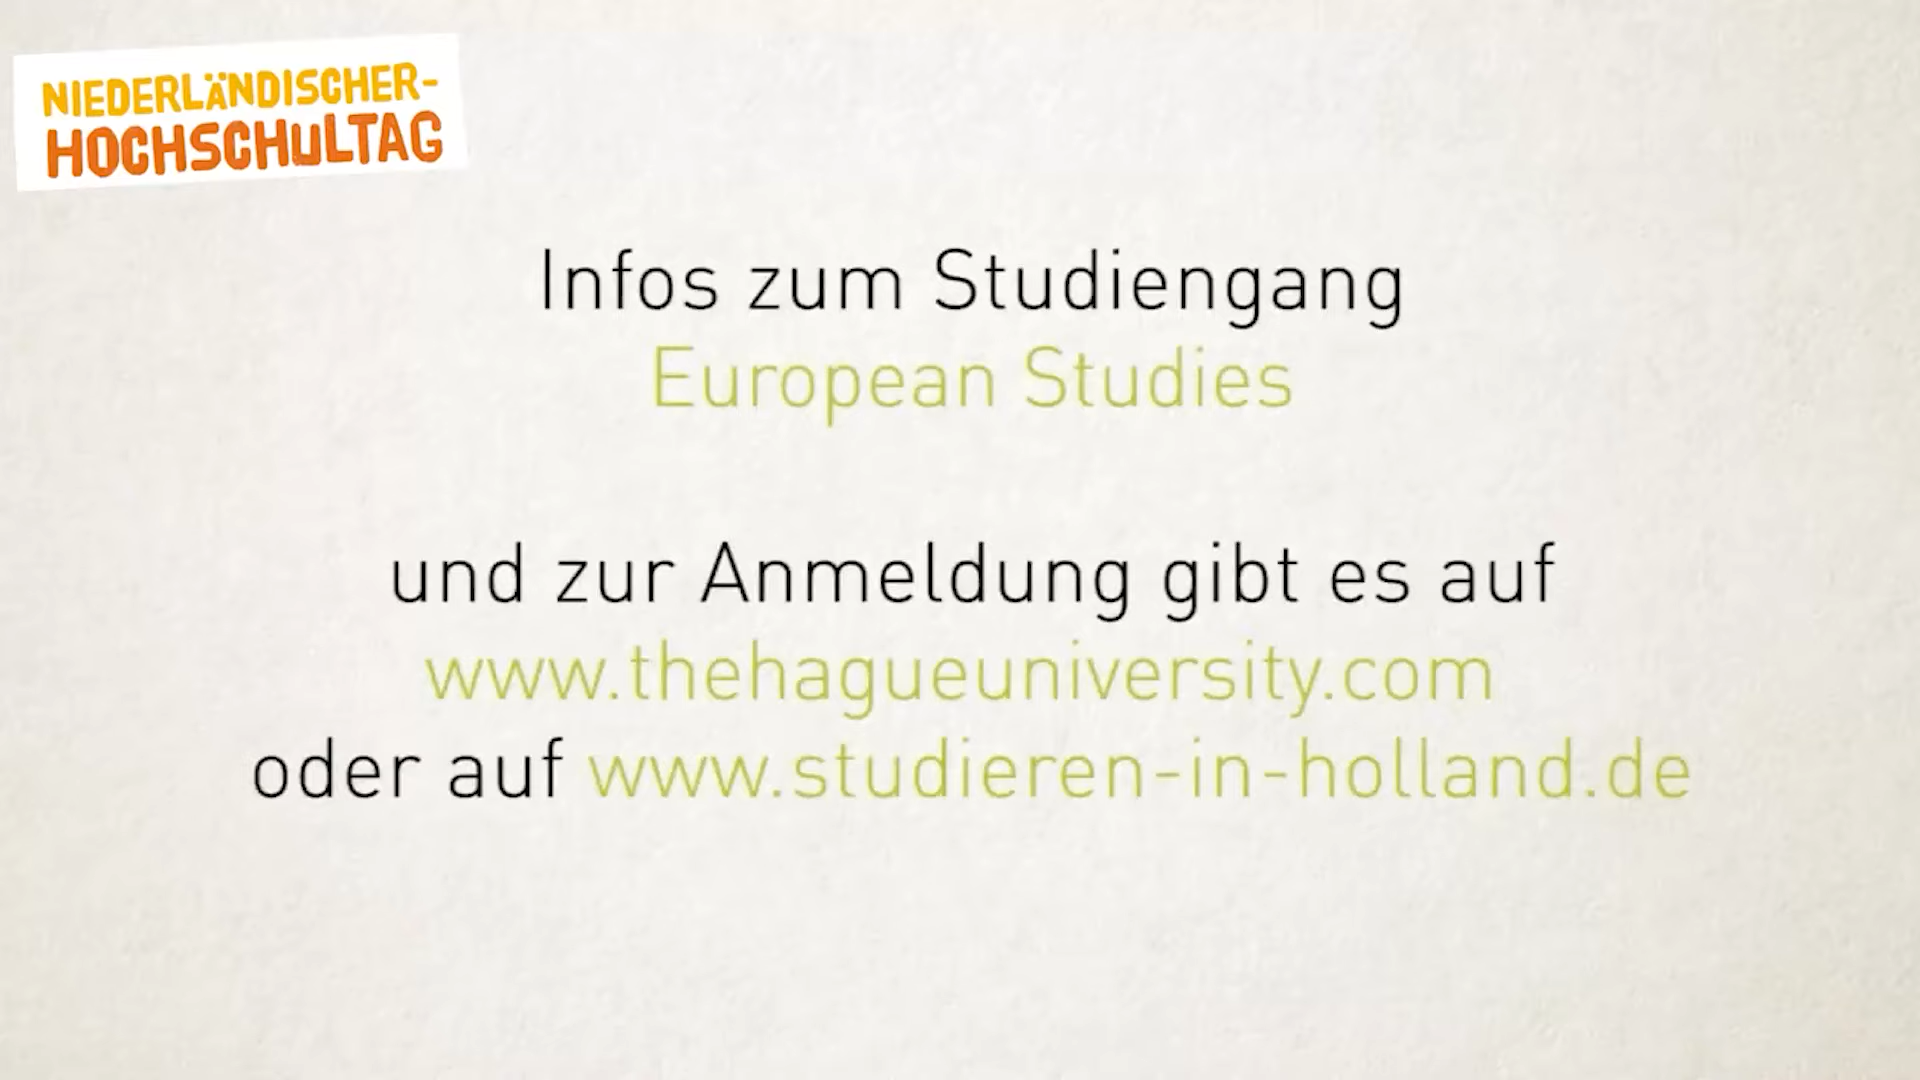 NIEDERLÄNDISCHER-
HOCHSCHuLTAG
Infos zum Studiengang
European Studies
und zur Anmeldung gibt es auf
www.thehagueuniversity.com
oder auf www.studieren-in-holland.de